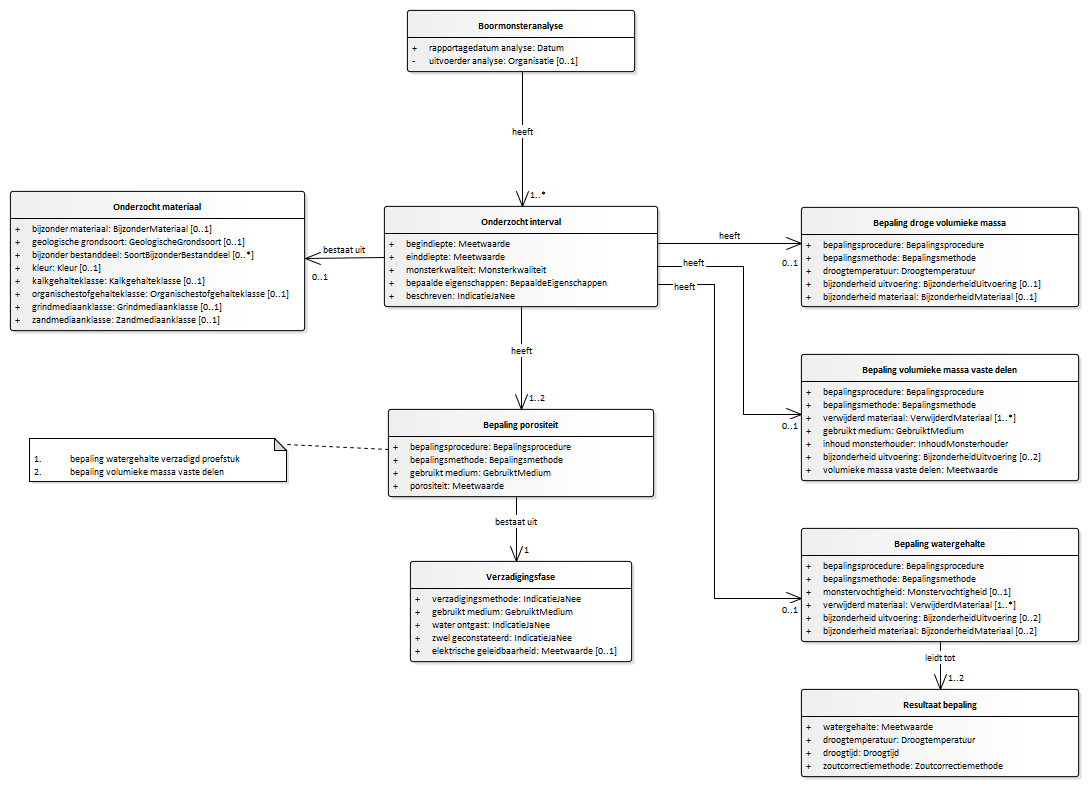 Boormonsteranalyse
+ rapportagedatum analyse: Datum
- uitvoerder analyse: Organisatie [0..1]
heeft
1..*
Onderzocht materiaal
+ bijzonder materiaal: BijzonderMateriaal [0..1]
+ geologische grondsoort: GeologischeGrondsoort [0..1]
+ bijzonder bestanddeel: SoortBijzonderBestanddeel [0..*]
+ kleur: Kleur [0..1]
+ kalkgehalteklasse: Kalkgehalteklasse [0..1]
+ organischestofgehalteklasse: Organischestofgehalteklasse [0..1]
+ grindmediaanklasse: Grindmediaanklasse [0..1]
+ zandmediaanklasse: Zandmediaanklasse [0..1]
bestaat uit
0..1
Onderzocht interval
+ begindiepte: Meetwaarde
+ einddiepte: Meetwaarde
+ monsterkwaliteit: Monsterkwaliteit
+ bepaalde eigenschappen: BepaaldeEigenschappen
+ beschreven: IndicatieJaNee
heeft
0..1
heeft
0..1
heeft
0..1
Bepaling droge volumieke massa
+ bepalingsprocedure: Bepalingsprocedure
+ bepalingsmethode: Bepalingsmethode
+ droogtemperatuur: Droogtemperatuur
+ bijzonderheid uitvoering: BijzonderheidUitvoering [0..1]
+ bijzonderheid materiaal: BijzonderheidMateriaal [0..1]
heeft
1..2
Bepaling volumieke massa vaste delen
+ bepalingsprocedure: Bepalingsprocedure
+ bepalingsmethode: Bepalingsmethode
+ verwijderd materiaal: VerwijderdMateriaal [1..*]
+ gebruikt medium: GebruiktMedium
+ inhoud monsterhouder: InhoudMonsterhouder
+ bijzonderheid uitvoering: BijzonderheidUitvoering [0..2]
+ volumieke massa vaste delen: Meetwaarde
Bepaling porositeit
+ bepalingsprocedure: Bepalingsprocedure
+ bepalingsmethode: Bepalingsmethode
+ gebruikt medium: GebruiktMedium
+ porositeit: Meetwaarde
1. bepaling watergehalte verzadigd proefstuk
2. bepaling volumieke massa vaste delen
bestaat uit
1
Verzadigingsfase
+ verzadigingsmethode: IndicatieJaNee
+ gebruikt medium: GebruiktMedium
+ water ontgast: IndicatieJaNee
+ zwel geconstateerd: IndicatieJaNee
+ elektrische geleidbaarheid: Meetwaarde [0..1]
Bepaling watergehalte
+ bepalingsprocedure: Bepalingsprocedure
+ bepalingsmethode: Bepalingsmethode
+ monstervochtigheid: Monstervochtigheid [0..1]
+ verwijderd materiaal: VerwijderdMateriaal [1..*]
+ bijzonderheid uitvoering: BijzonderheidUitvoering [0..2]
+ bijzonderheid materiaal: BijzonderheidMateriaal [0..2]
leidt tot
1..2
Resultaat bepaling
+ watergehalte: Meetwaarde
+ droogtemperatuur: Droogtemperatuur
+ droogtijd: Droogtijd
+ zoutcorrectiemethode: Zoutcorrectiemethode